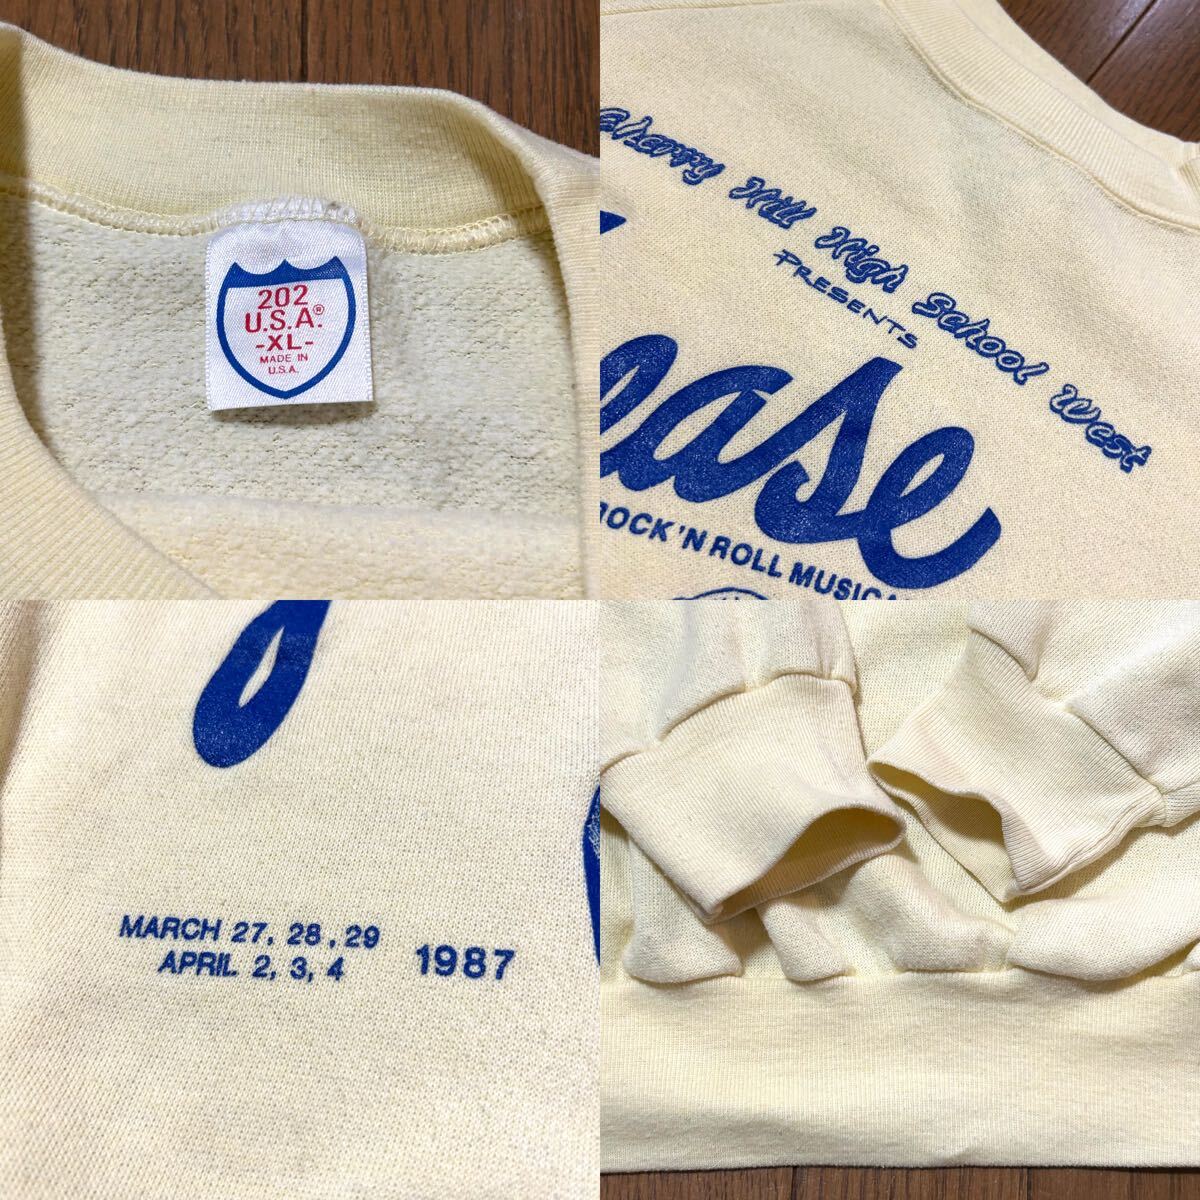 202
U.S.A.®
-XL-
MADE IN
U.S.A.
Hill High School West
PRESENTS
ease
ROCK 'N ROLL MUSICA
MARCH 27, 28, 29
APRIL 2, 3, 4
1987